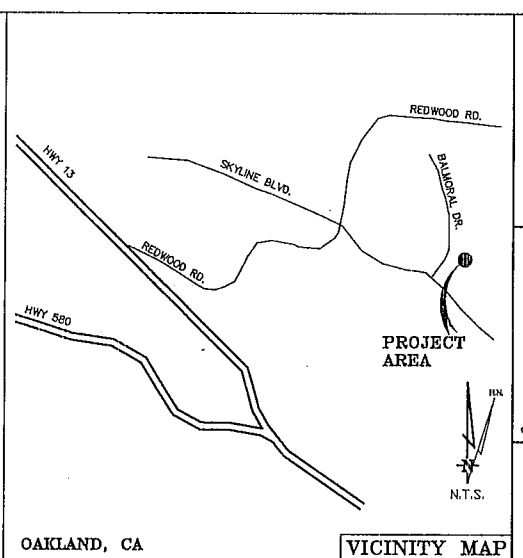 REDWOOD RD.
HWY 13
SKYLINE BLVD.
BALMORAL DR.
REDWOOD RD.
HWY 580
PROJECT
AREA
N
N.T.S.
OAKLAND, CA
VICINITY MAP